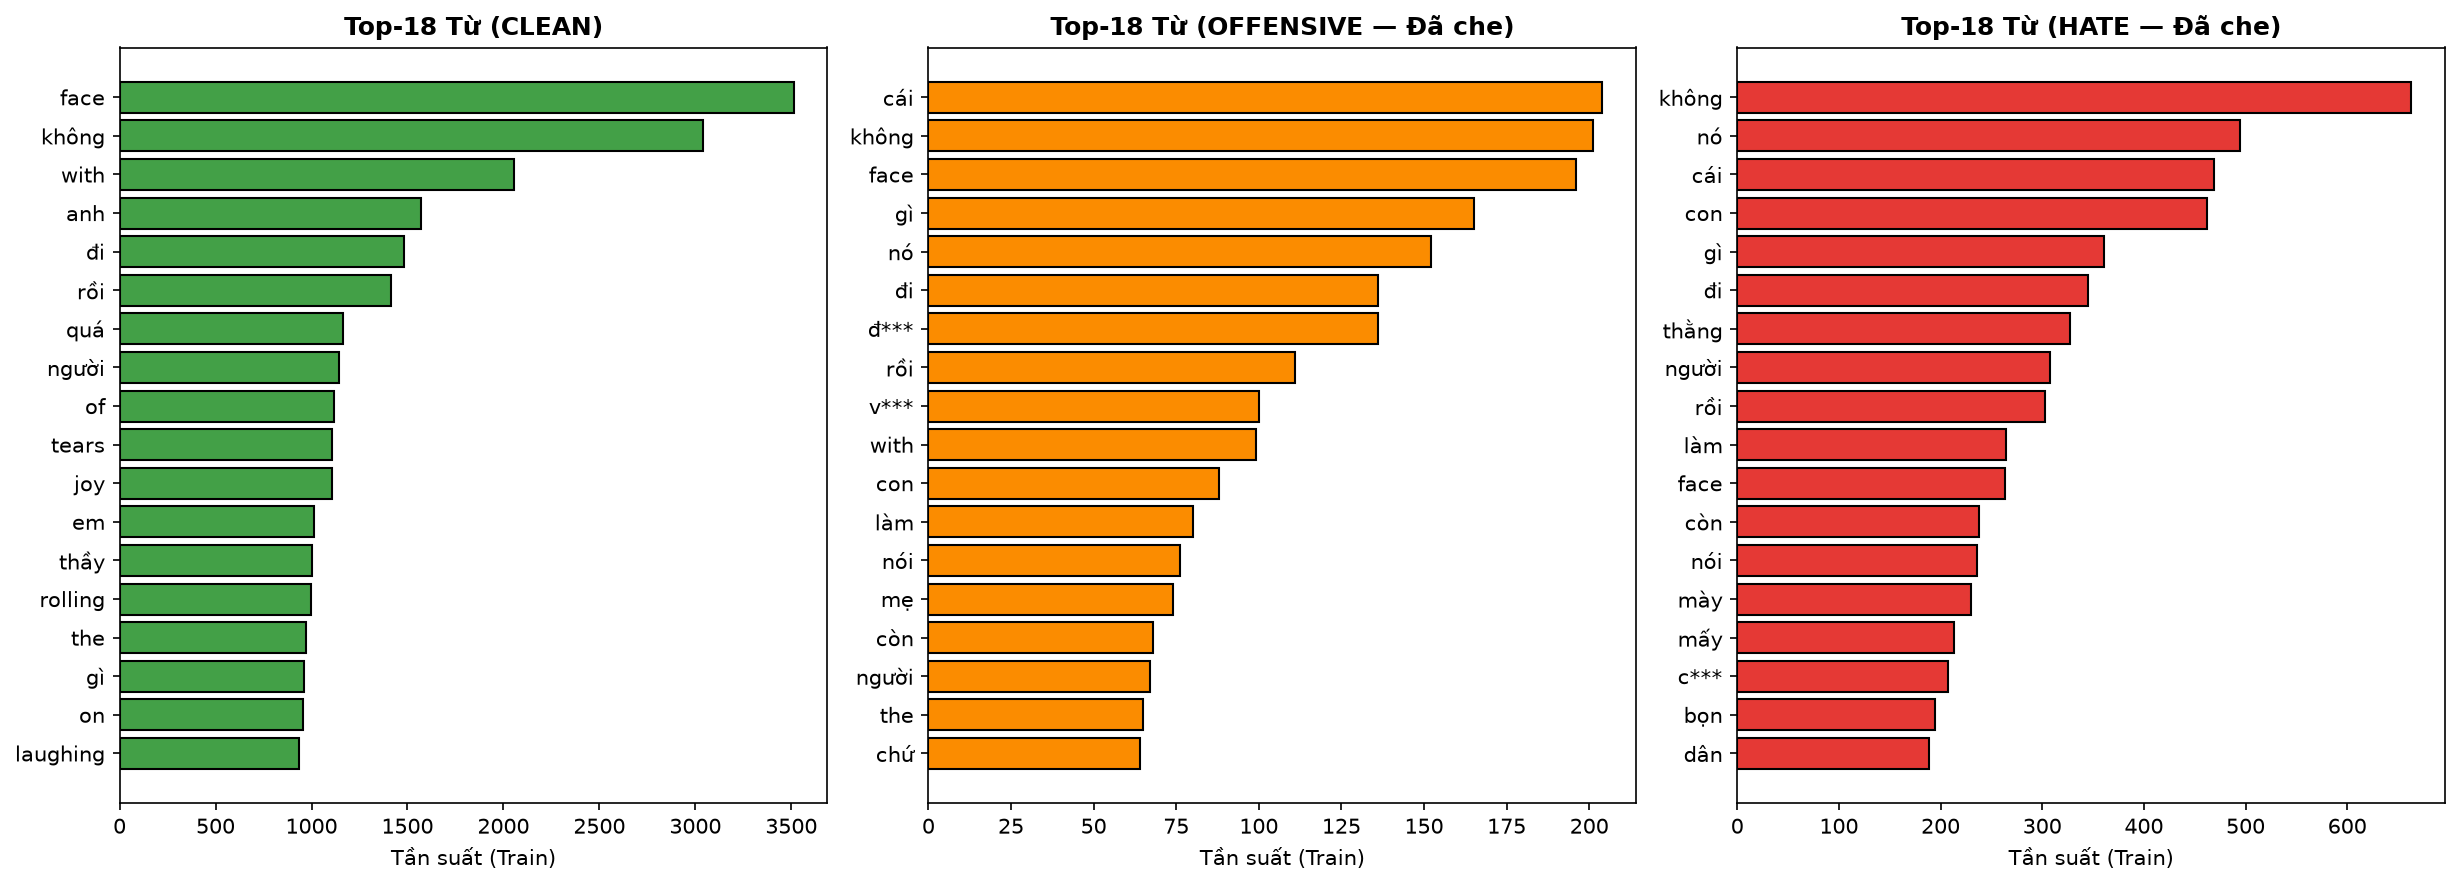 Top-18 Từ (CLEAN)
face
không
with
anh
đi
rồi
quá
người
of
tears
joy
em
thầy
rolling
the
gì
on
laughing
0 500 1000 1500 2000 2500 3000 3500
Tần suất (Train)
Top-18 Từ (OFFENSIVE — Đã che)
cái
không
face
gì
nó
đi
đ***
rồi
v***
with
con
làm
nói
mẹ
còn
người
the
chứ
0 25 50 75 100 125 150 175 200
Tần suất (Train)
Top-18 Từ (HATE — Đã che)
không
nó
cái
con
gì
đi
thằng
người
rồi
làm
face
còn
nói
mày
mấy
c***
bọn
dân
0 100 200 300 400 500 600
Tần suất (Train)